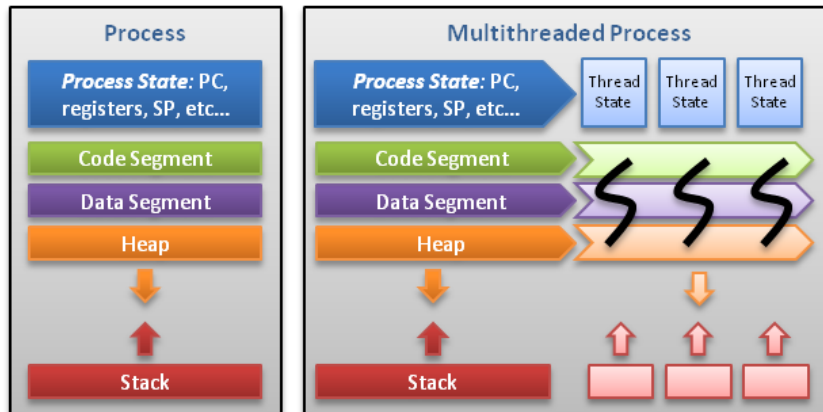 Process
Process State: PC,
registers, SP, etc...
Code Segment
Data Segment
Heap
Stack
Multithreaded Process
Process State: PC,
registers, SP, etc...
Thread
State
Thread
State
Thread
State
Code Segment
Data Segment
Heap
Stack